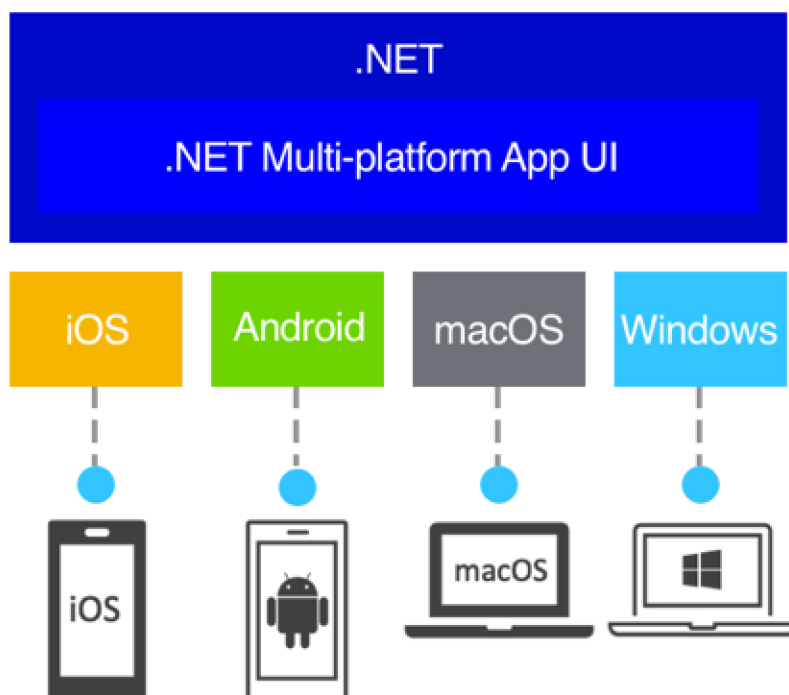 .NET
.NET Multi-platform App UI
iOS
Android
macOS
Windows
iOS
macOS